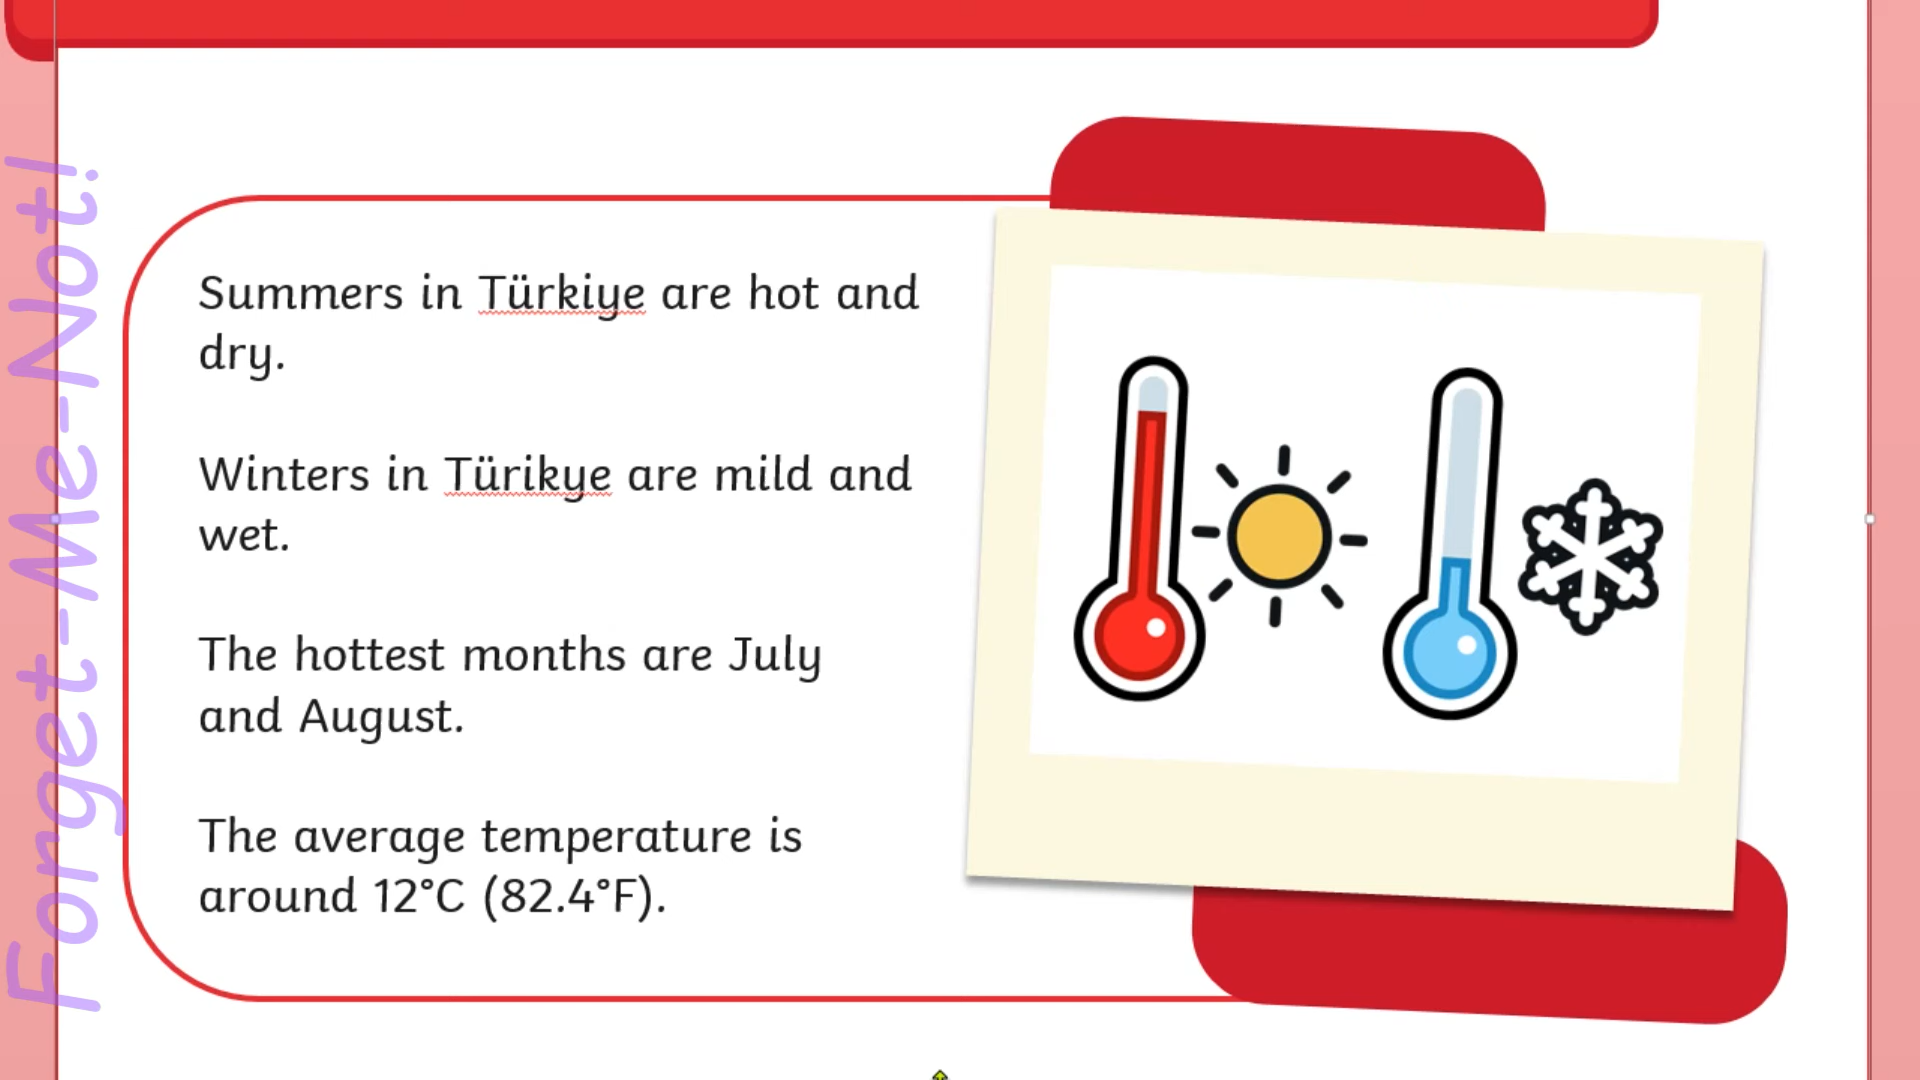 Forget-Me-Not!
Summers in Türkiye are hot and
dry.
Winters in Türikye are mild and
wet.
The hottest months are July
and August.
The average temperature is
around 12°C (82.4°F).